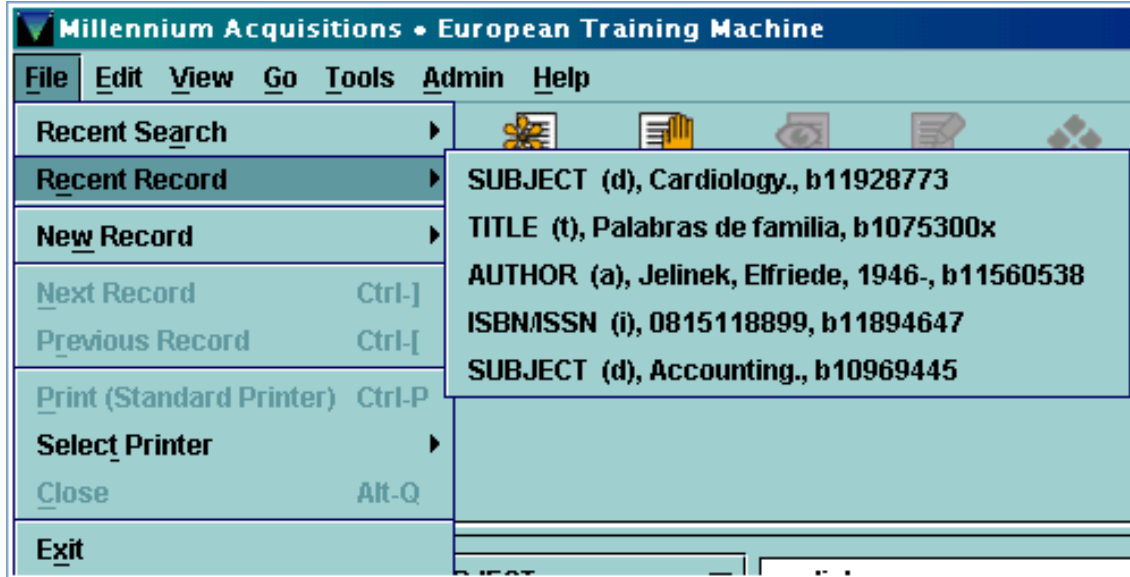 Millennium Acquisitions • European Training Machine
File Edit View Go Tools Admin Help
Recent Search
Recent Record
New Record
Next Record Ctrl-]
Previous Record Ctrl-[
Print (Standard Printer) Ctrl-P
Select Printer
Close Alt-Q
Exit
SUBJECT (d), Cardiology., b11928773
TITLE (t), Palabras de familia, b1075300x
AUTHOR (a), Jelinek, Elfriede, 1946-, b11560538
ISBN/ISSN (i), 0815118899, b11894647
SUBJECT (d), Accounting., b10969445